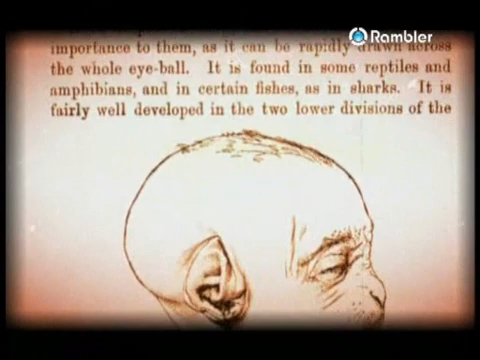 Rambler
importance to them, as it can be rapidly drawn across
the whole eye-ball. It is found in some reptiles and
amphibians, and in certain fishes, as in sharks. It is
fairly well developed in the two lower divisions of the